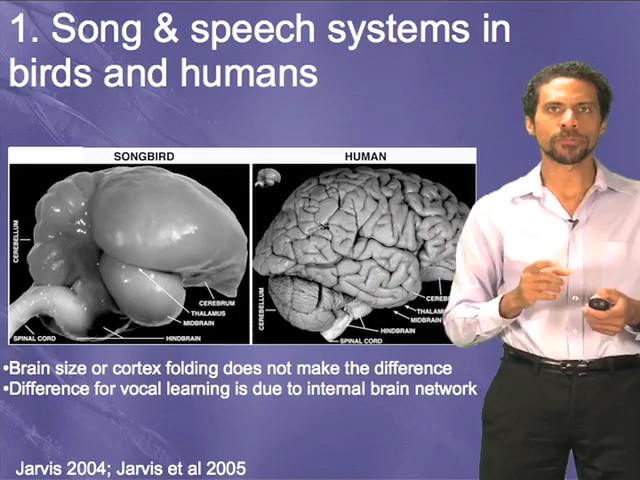 1. Song & speech systems in
birds and humans
SONGBIRD
HUMAN
CEREBELLUM
CEREBRUM
THALAMUS
MIDBRAIN
HINDBRAIN
SPINAL CORD
CEREBELLUM
THALAMUS
HINDBRAIN
SPINAL CORD
•Brain size or cortex folding does not make the difference
•Difference for vocal learning is due to internal brain network
Jarvis 2004; Jarvis et al 2005